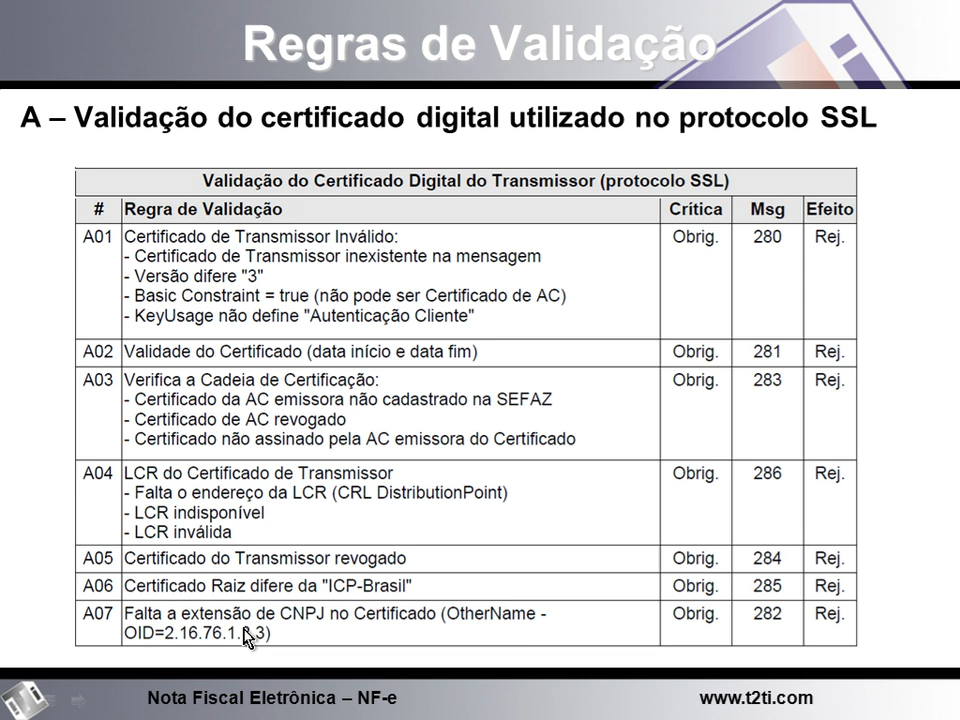 Regras de Validação
A – Validação do certificado digital utilizado no protocolo SSL
Validação do Certificado Digital do Transmissor (protocolo SSL)
# Regra de Validação Crítica Msg Efeito
A01 Certificado de Transmissor Inválido: Obrig. 280 Rej.
- Certificado de Transmissor inexistente na mensagem
- Versão difere "3"
- Basic Constraint = true (não pode ser Certificado de AC)
- KeyUsage não define "Autenticação Cliente"
A02 Validade do Certificado (data início e data fim) Obrig. 281 Rej.
A03 Verifica a Cadeia de Certificação: Obrig. 283 Rej.
- Certificado da AC emissora não cadastrado na SEFAZ
- Certificado de AC revogado
- Certificado não assinado pela AC emissora do Certificado
A04 LCR do Certificado de Transmissor Obrig. 286 Rej.
- Falta o endereço da LCR (CRL DistributionPoint)
- LCR indisponível
- LCR inválida
A05 Certificado do Transmissor revogado Obrig. 284 Rej.
A06 Certificado Raiz difere da "ICP-Brasil" Obrig. 285 Rej.
A07 Falta a extensão de CNPJ no Certificado (OtherName - Obrig. 282 Rej.
OID=2.16.76.1.3.3)
Nota Fiscal Eletrônica – NF-e www.t2ti.com